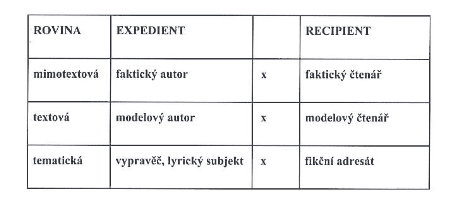 ROVINA EXPEDIENT RECIPIENT
mimotextová faktický autor x faktický čtenář
textová modelový autor x modelový čtenář
tematická vypravěč, lyrický subjekt x fikční adresát